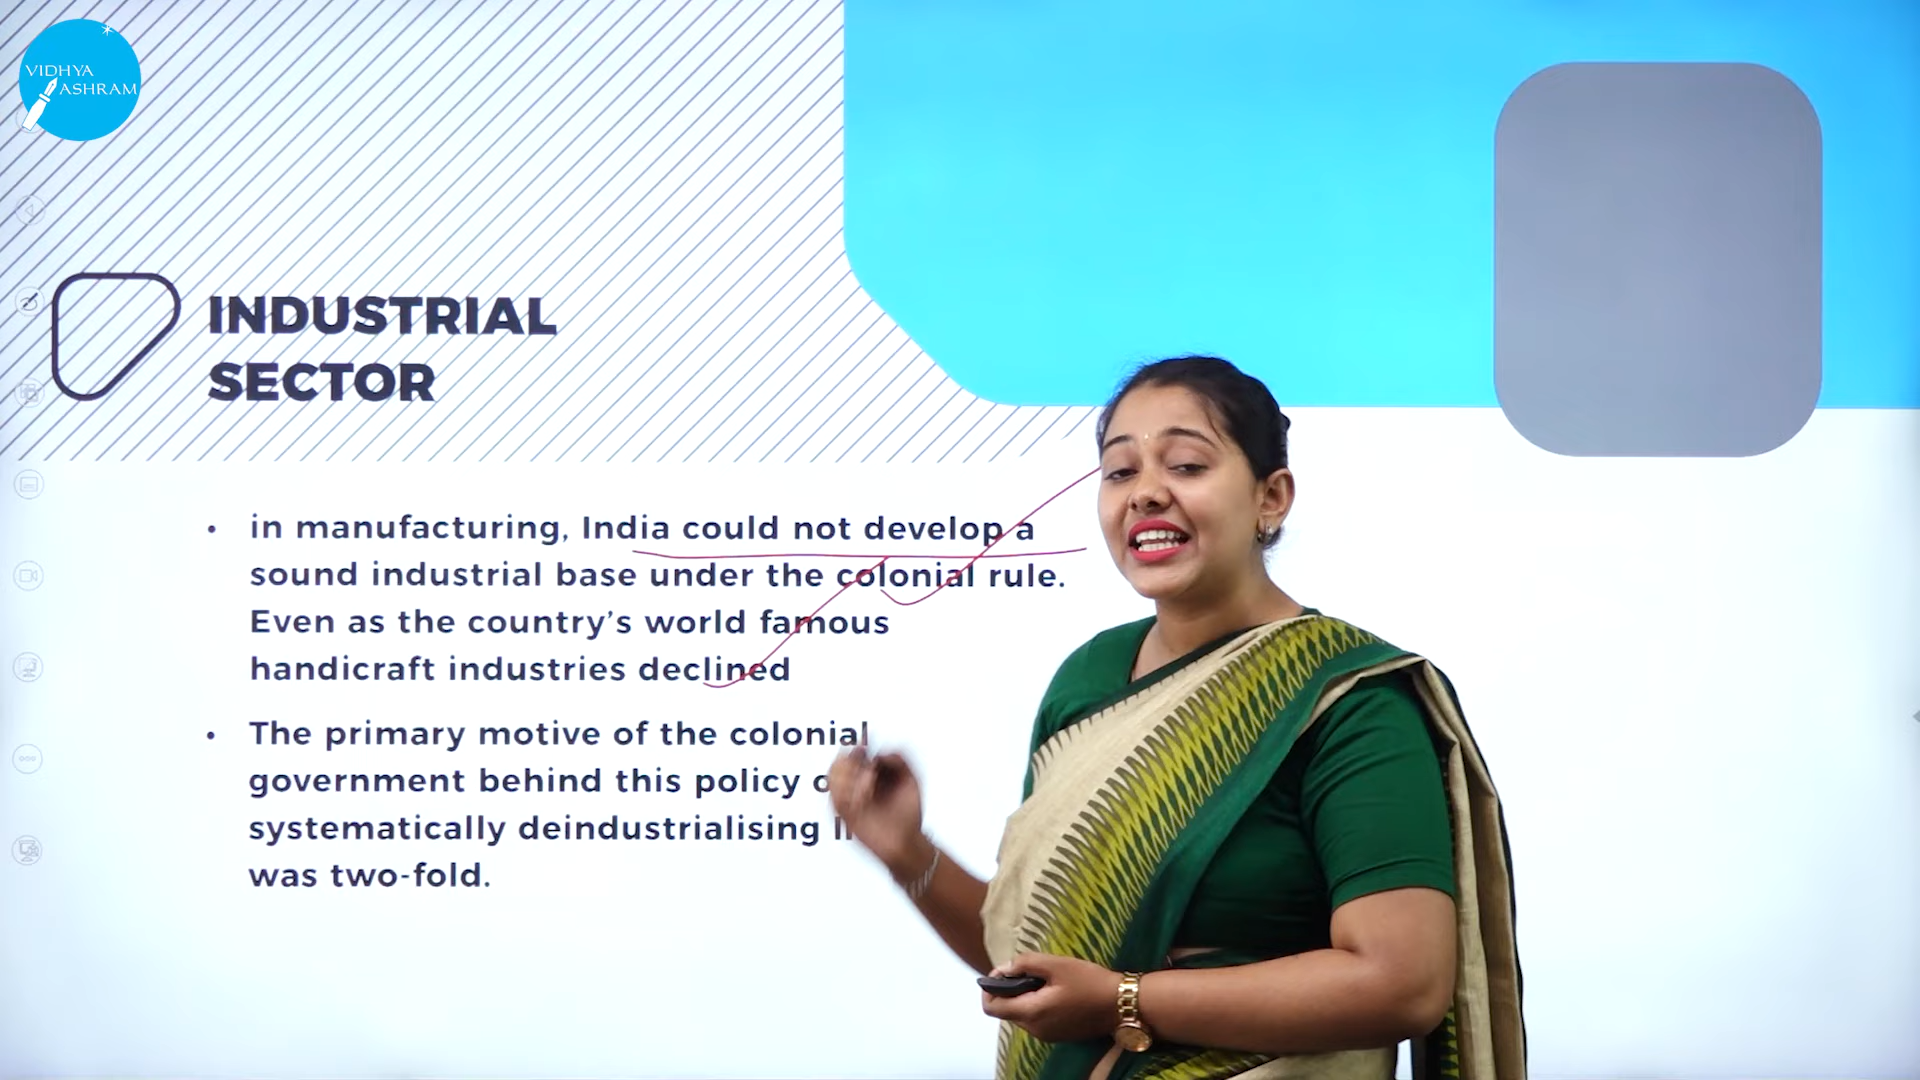 VIDHYA
ASHRAM
INDUSTRIAL
SECTOR
• in manufacturing, India could not develop a
sound industrial base under the colonial rule.
Even as the country's world famous
handicraft industries declined
• The primary motive of the colonial
government behind this policy
systematically deindustrialising
was two-fold.